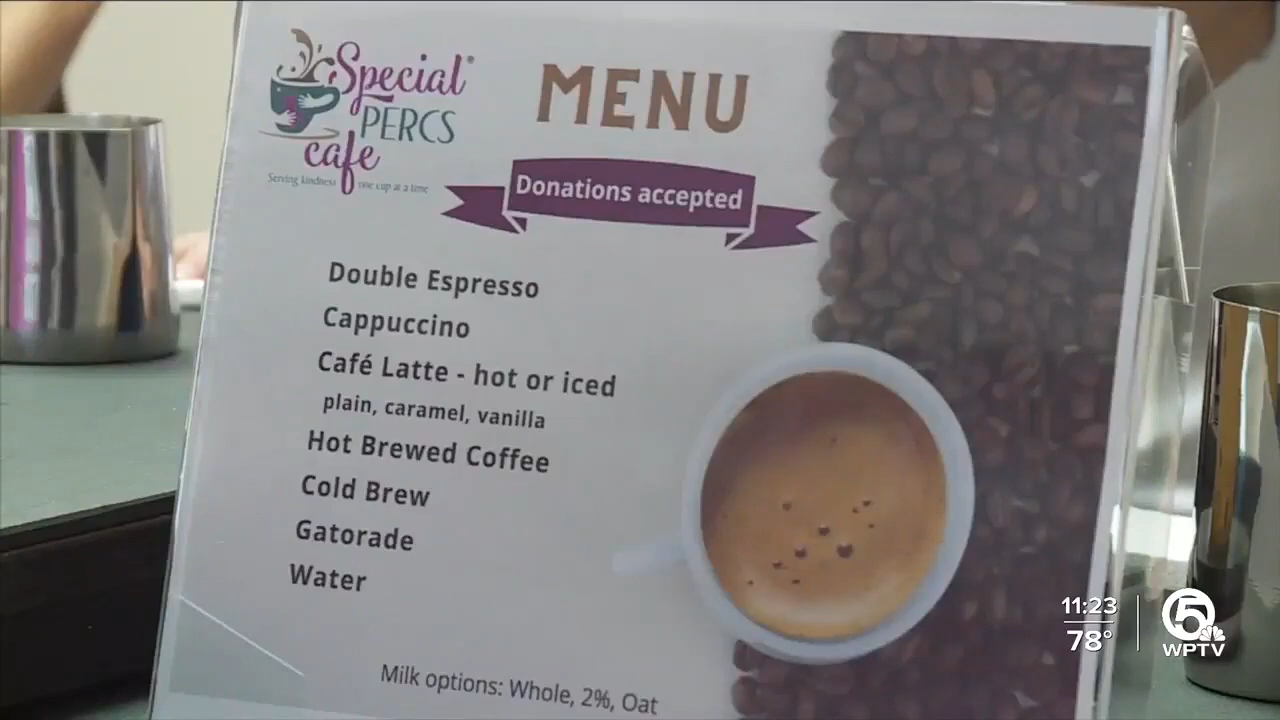 Special®
PERCS
cafe
Serving kindness one cup at a time
MENU
Donations accepted
Double Espresso
Cappuccino
Café Latte - hot or iced
plain, caramel, vanilla
Hot Brewed Coffee
Cold Brew
Gatorade
Water
Milk options: Whole, 2%, Oat
11:23
78°
5
WPTV